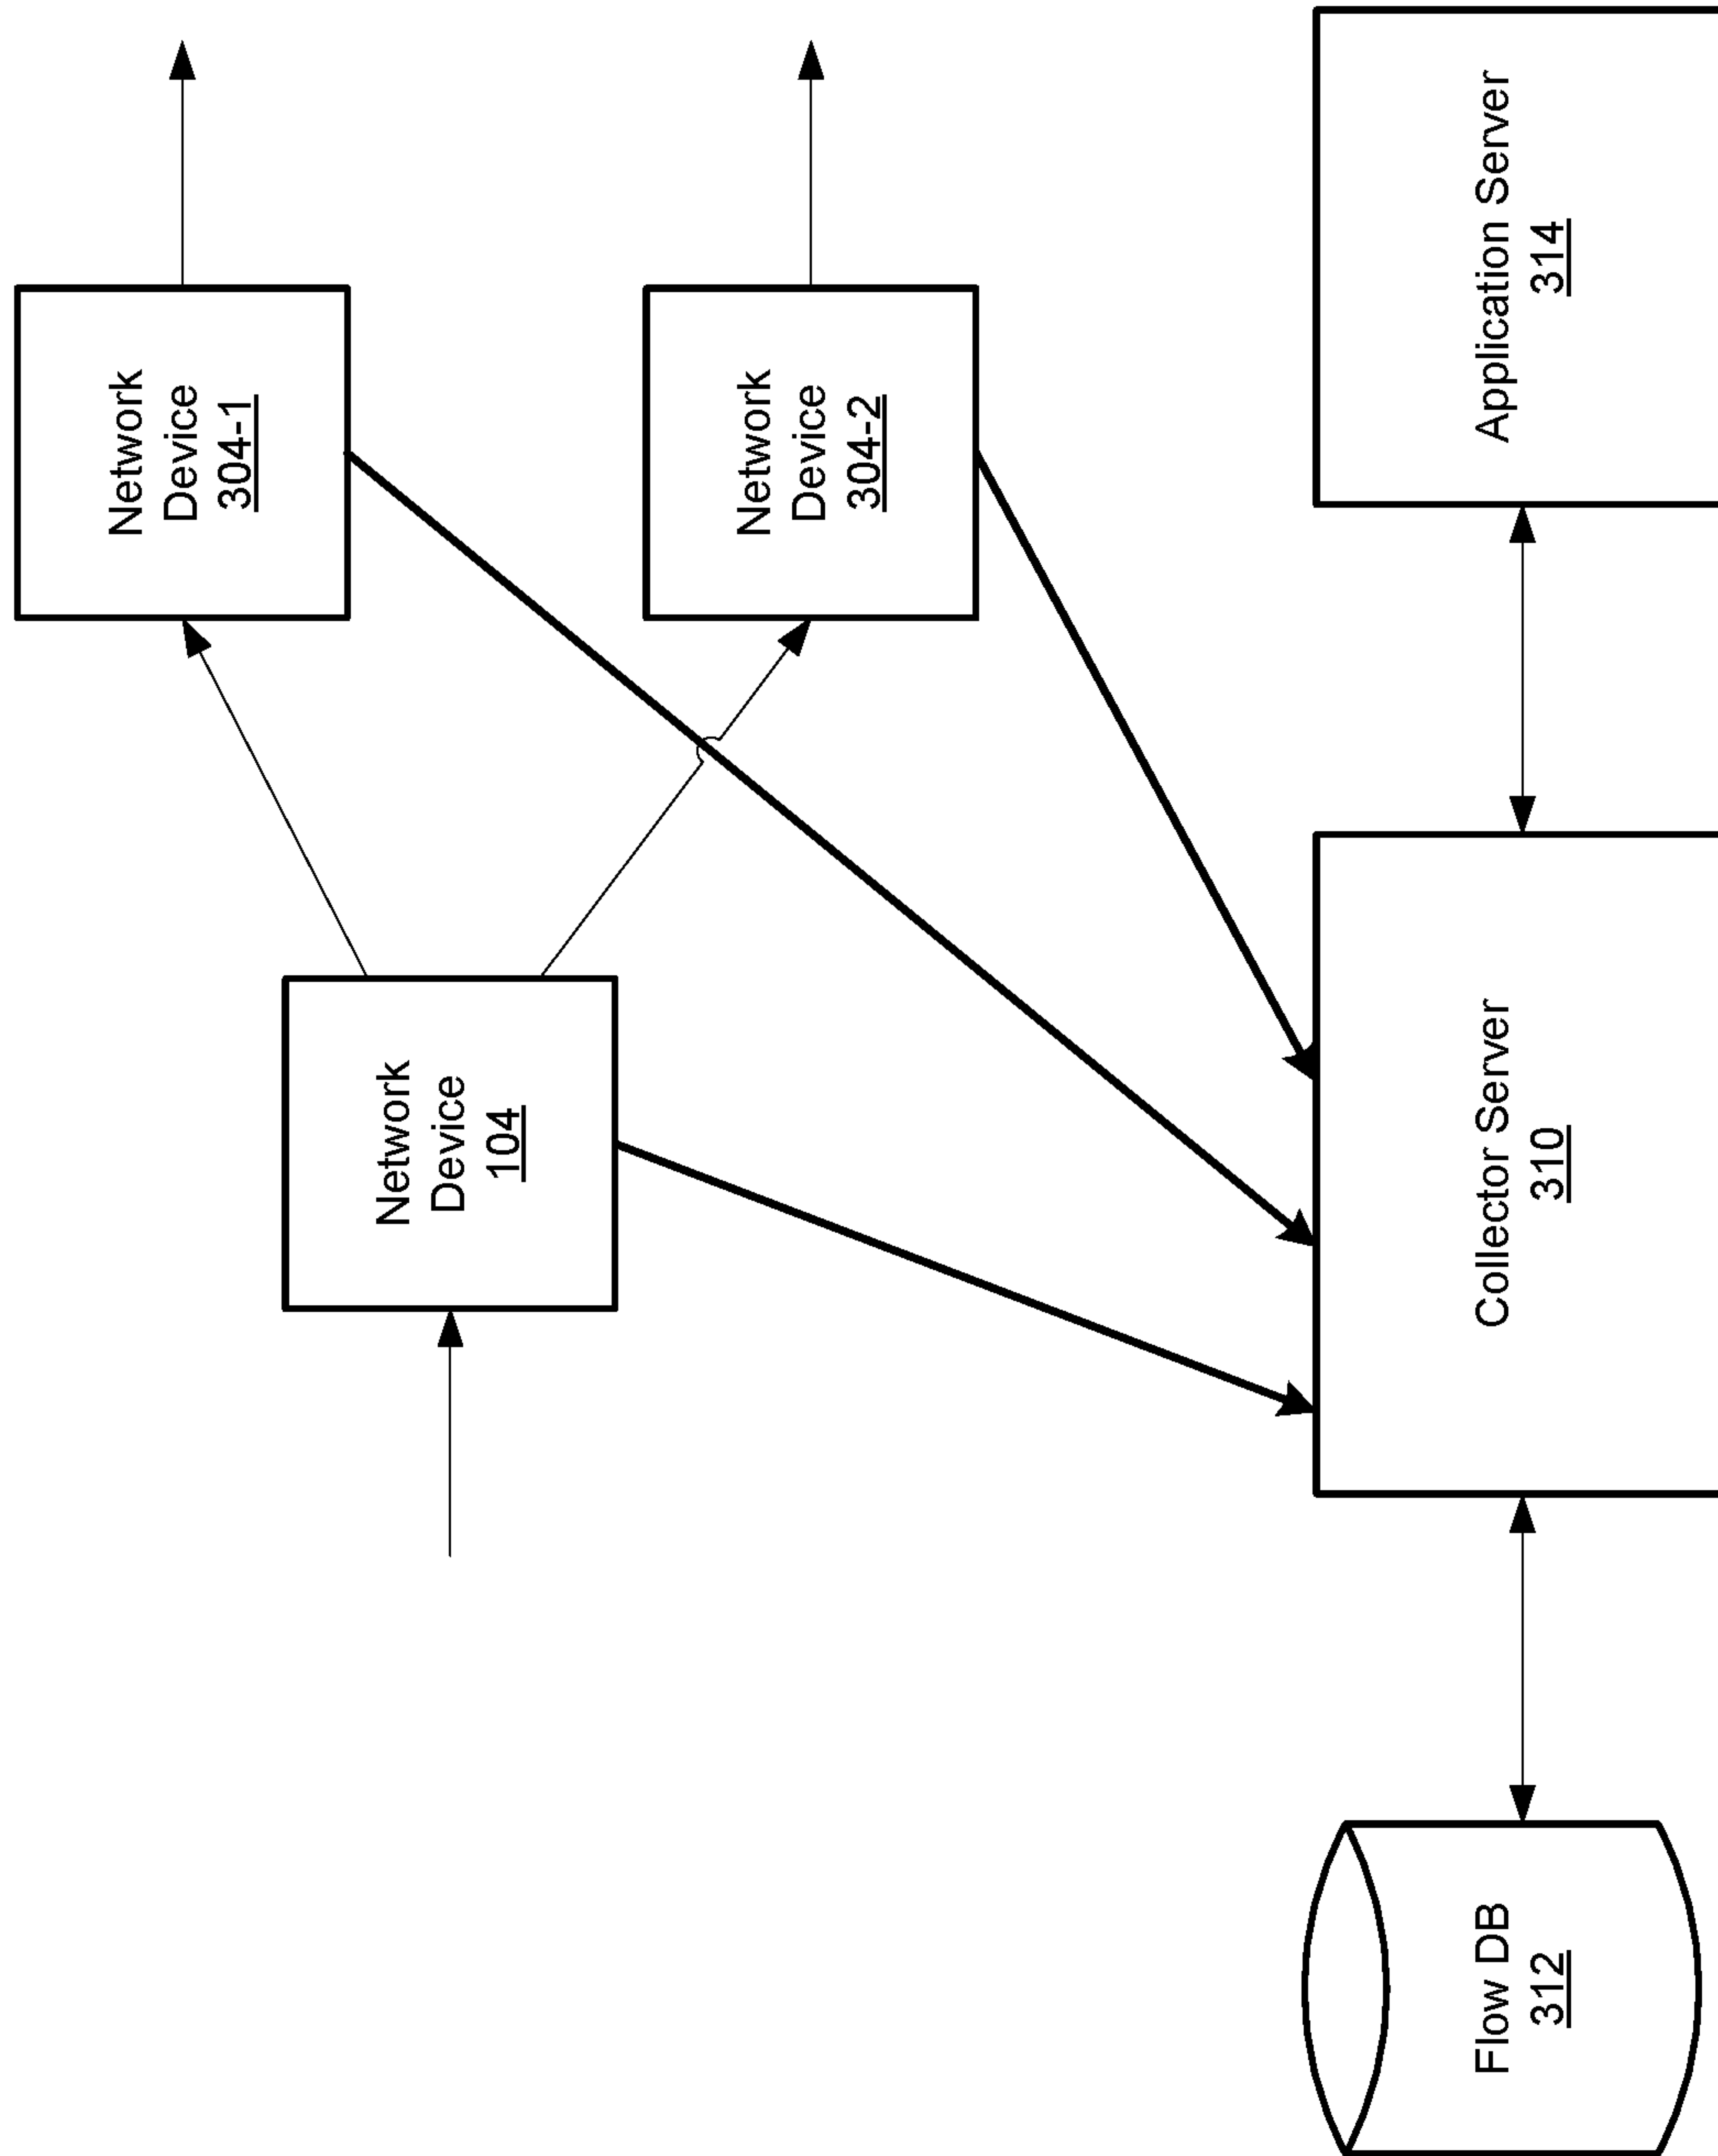 Network
Device
304-1
Network
Device
104
Network
Device
304-2
Flow DB
312
Collector Server
310
Application Server
314